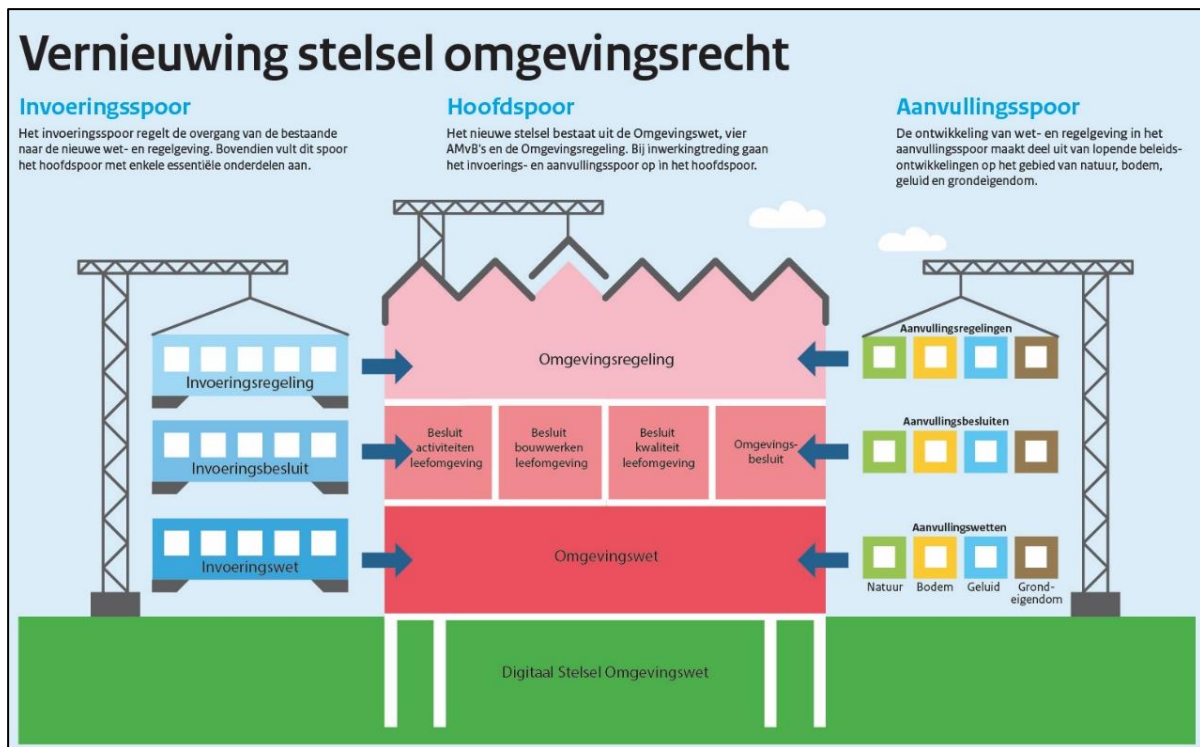 Vernieuwing stelsel omgevingsrecht
Invoeringsspoor
Het invoeringsspoor regelt de overgang van de bestaande
naar de nieuwe wet- en regelgeving. Bovendien vult dit spoor
het hoofdspoor met enkele essentiële onderdelen aan.
Hoofdspoor
Het nieuwe stelsel bestaat uit de Omgevingswet, vier
AMvB's en de Omgevingsregeling. Bij inwerkingtreding gaan
het invoerings- en aanvullingsspoor op in het hoofdspoor.
Aanvullingsspoor
De ontwikkeling van wet- en regelgeving in het
aanvullingsspoor maakt deel uit van lopende beleids-
ontwikkelingen op het gebied van natuur, bodem,
geluid en grondeigendom.
Invoeringsregeling
Invoeringsbesluit
Invoeringswet
Omgevingsregeling
Besluit
activiteiten
leefomgeving
Besluit
bouwwerken
leefomgeving
Besluit
kwaliteit
leefomgeving
Omgevings-
besluit
Omgevingswet
Digitaal Stelsel Omgevingswet
Aanvullingsregelingen
Aanvullingsbesluiten
Aanvullingswetten
Natuur
Bodem
Geluid
Grond-
eigendom